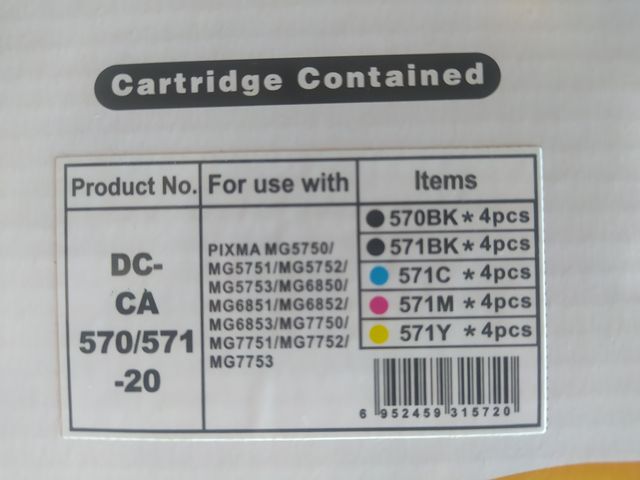 Cartridge Contained
Product No.
For use with
Items
DC-
CA
570/571
-20
PIXMA MG5750/
MG5751/MG5752/
MG5753/MG6850/
MG6851/MG6852/
MG6853/MG7750/
MG7751/MG7752/
MG7753
570BK * 4pcs
571BK * 4pcs
571C * 4pcs
571M * 4pcs
571Y * 4pcs
6 952459 315720